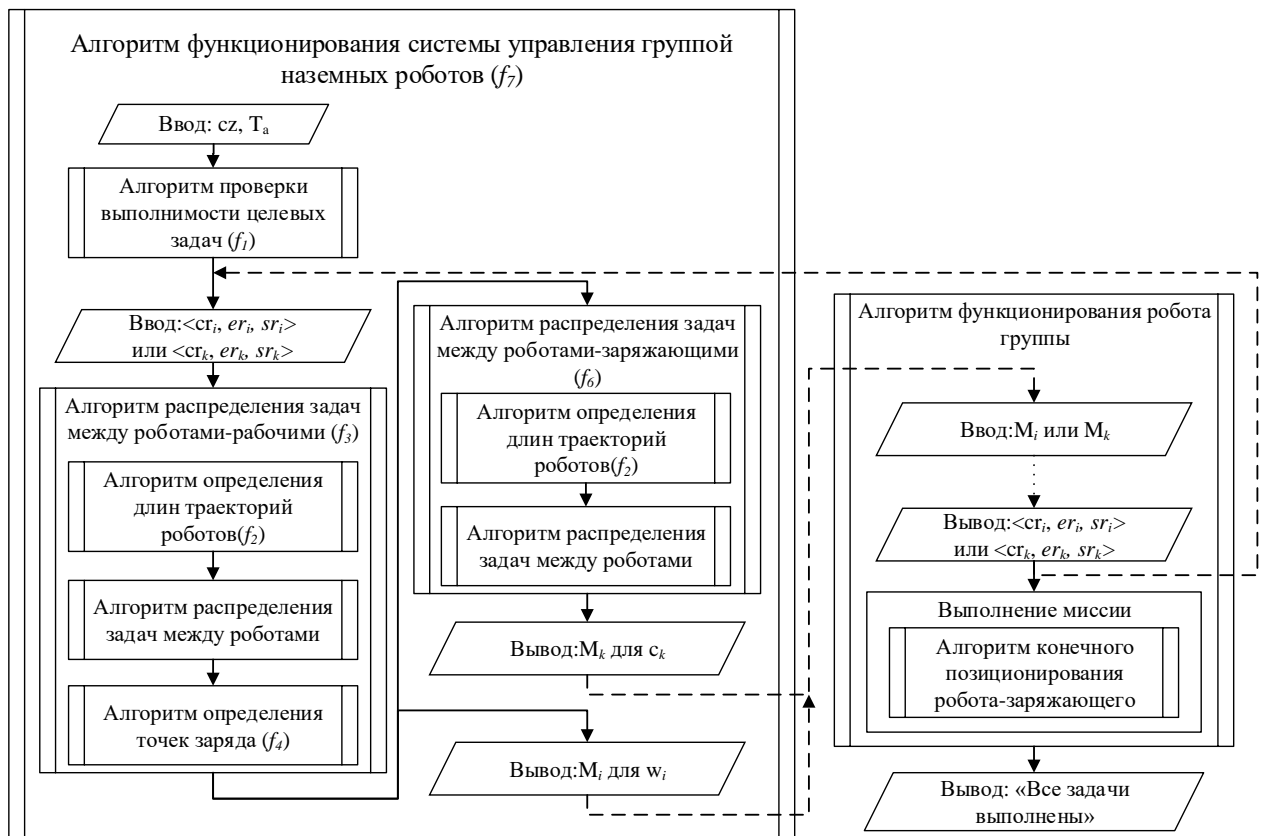 Алгоритм функционирования системы управления группой
наземных роботов (f₇)
Ввод: cz, Tₐ
Алгоритм проверки
выполнимости целевых
задач (f₁)
Ввод:<crᵢ, erᵢ, srᵢ>
или <crₖ, erₖ, srₖ>
Алгоритм распределения задач
между роботами-рабочими (f₃)
Алгоритм определения
длин траекторий
роботов(f₂)
Алгоритм распределения
задач между роботами
Алгоритм определения
точек заряда (f₄)
Алгоритм распределения задач
между роботами-заряжающими
(f₆)
Алгоритм определения
длин траекторий
роботов(f₂)
Алгоритм распределения
задач между роботами
Вывод:Mₖ для cₖ
Вывод:Mᵢ для wᵢ
Алгоритм функционирования робота
группы
Ввод:Mᵢ или Mₖ
Вывод:<crᵢ, erᵢ, srᵢ>
или <crₖ, erₖ, srₖ>
Выполнение миссии
Алгоритм конечного
позиционирования
робота-заряжающего
Вывод: «Все задачи
выполнены»